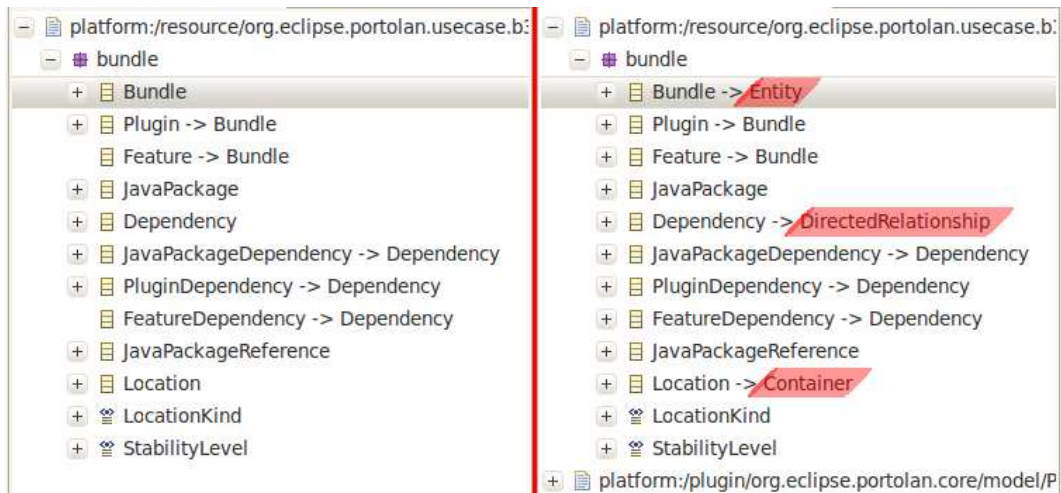 platform:/resource/org.eclipse.portolan.usecase.b3
bundle
Bundle
Plugin -> Bundle
Feature -> Bundle
JavaPackage
Dependency
JavaPackageDependency -> Dependency
PluginDependency -> Dependency
FeatureDependency -> Dependency
JavaPackageReference
Location
LocationKind
StabilityLevel
platform:/resource/org.eclipse.portolan.usecase.b
bundle
Bundle -> Entity
Plugin -> Bundle
Feature -> Bundle
JavaPackage
Dependency -> DirectedRelationship
JavaPackageDependency -> Dependency
PluginDependency -> Dependency
FeatureDependency -> Dependency
JavaPackageReference
Location -> Container
LocationKind
StabilityLevel
platform:/plugin/org.eclipse.portolan.core/model/P